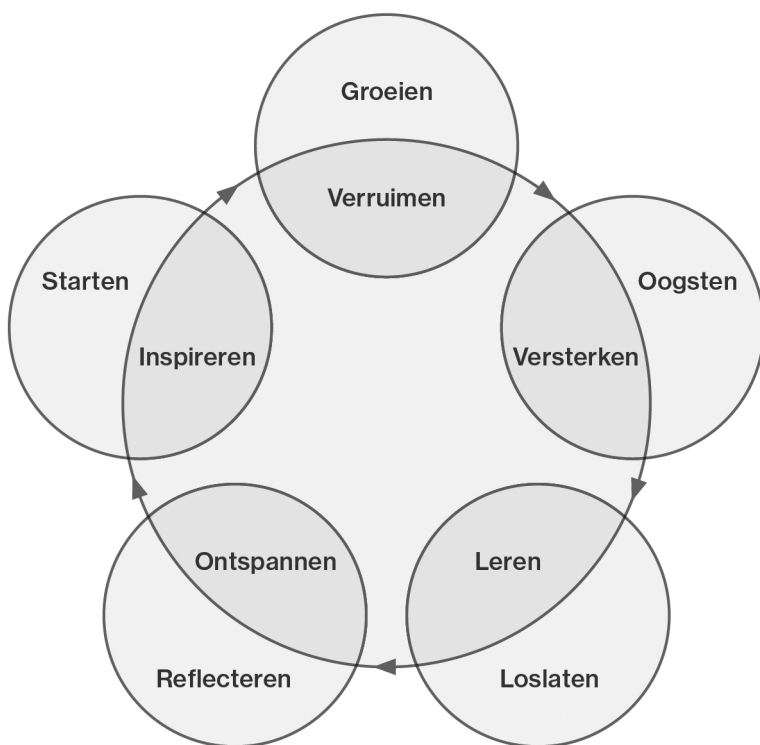 Groeien
Verruimen
Starten
Oogsten
Inspireren
Versterken
Ontspannen
Leren
Reflecteren
Loslaten